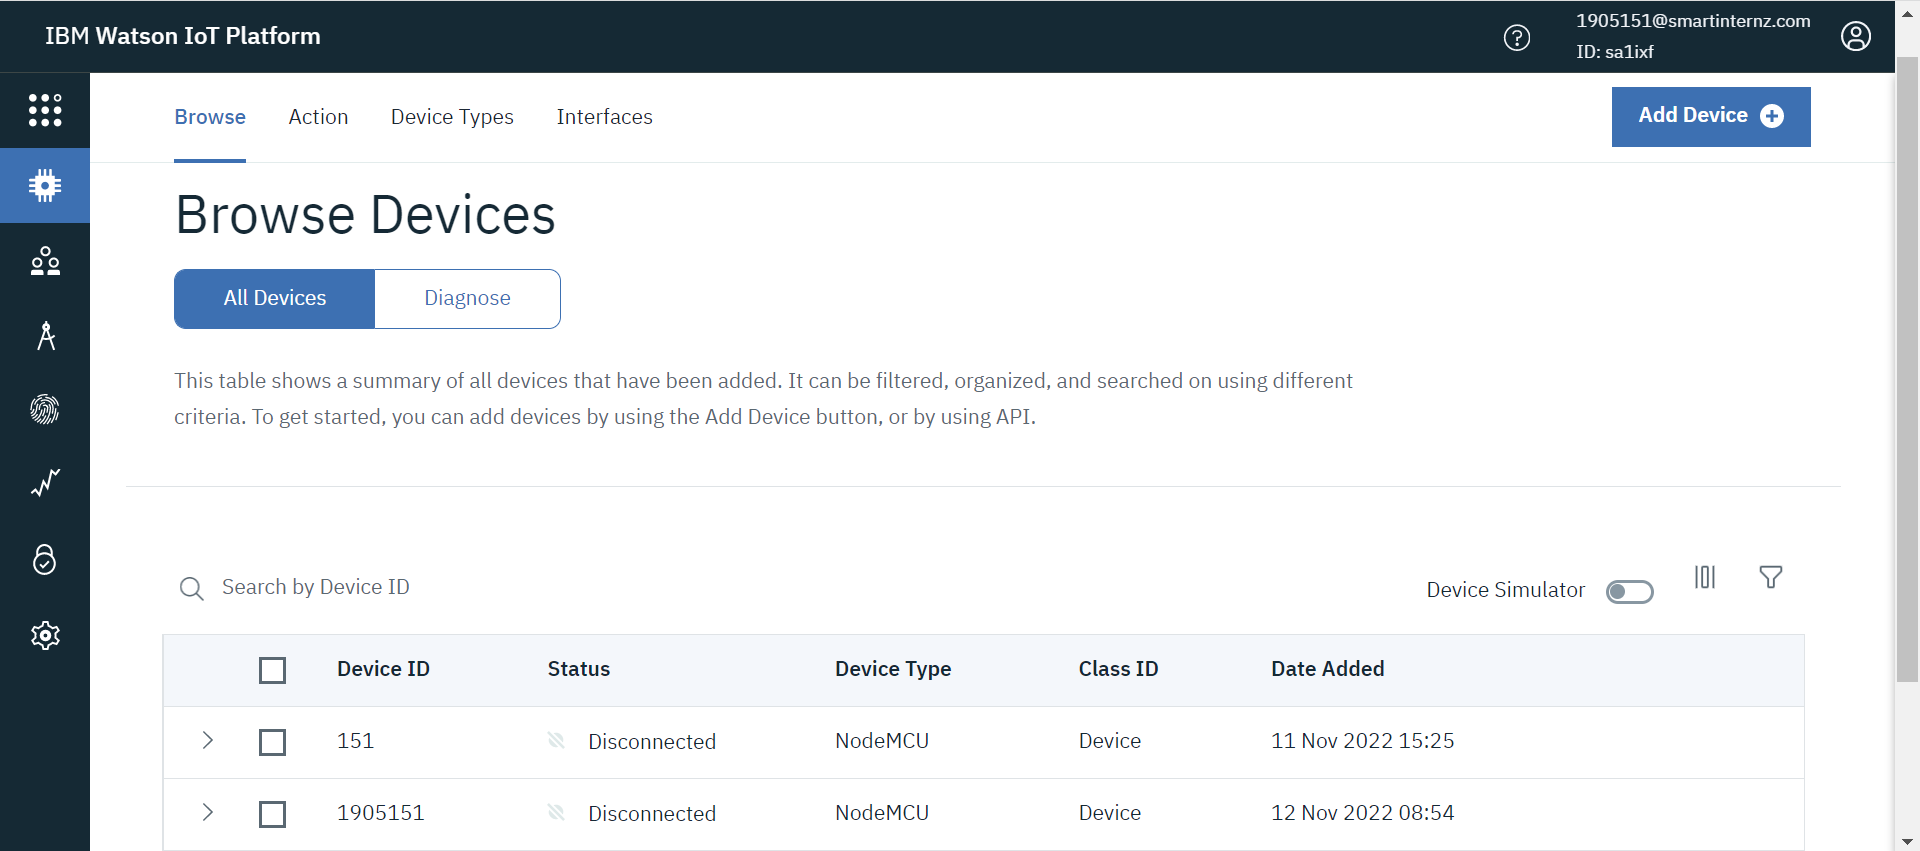 IBM Watson IoT Platform
1905151@smartinternz.com
ID: sa1ixf
Browse Action Device Types Interfaces
Add Device
Browse Devices
All Devices Diagnose
This table shows a summary of all devices that have been added. It can be filtered, organized, and searched on using different
criteria. To get started, you can add devices by using the Add Device button, or by using API.
Search by Device ID
Device Simulator
Device ID Status Device Type Class ID Date Added
151 Disconnected NodeMCU Device 11 Nov 2022 15:25
1905151 Disconnected NodeMCU Device 12 Nov 2022 08:54